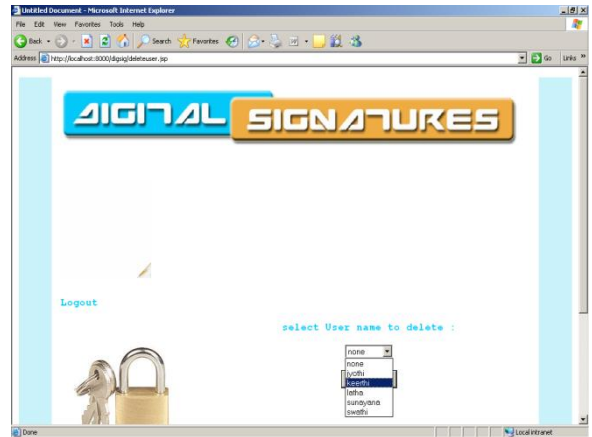 Untitled Document - Microsoft Internet Explorer
File Edit View Favorites Tools Help
Back Search Favorites
Address http://localhost:8000/digsig/deleteuser.jsp Go Links »
DIGITAL SIGNATURES
Logout
select User name to delete :
none
none
jyothi
keerthi
latha
sunayana
swathi
Done Local intranet